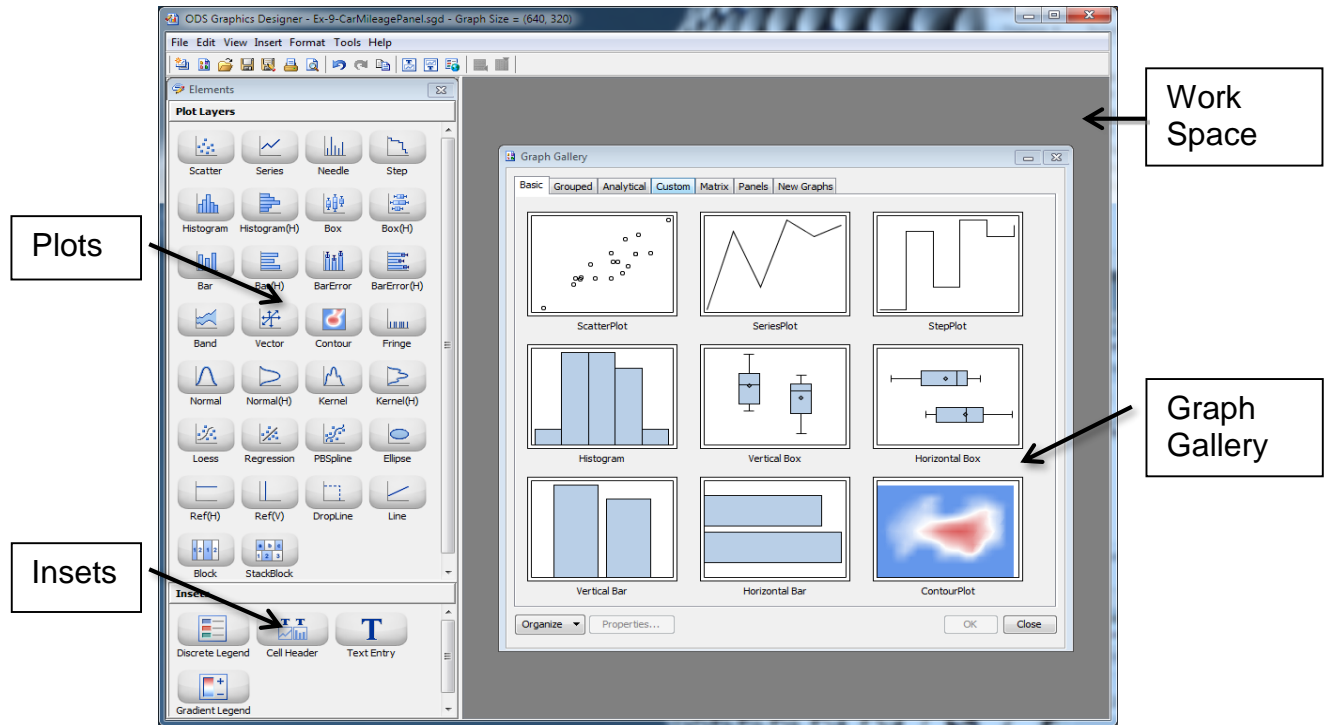 ODS Graphics Designer - Ex-9-CarMileagePanel.sgd - Graph Size = (640, 320)
File Edit View Insert Format Tools Help
Elements
Plot Layers
Scatter Series Needle Step
Histogram Histogram(H) Box Box(H)
Bar Bar(H) BarError BarError(H)
Band Vector Contour Fringe
Normal Normal(H) Kernel Kernel(H)
Loess Regression PBSpline Ellipse
Ref(H) Ref(V) DropLine Line
Block StackBlock
Insets
Discrete Legend Cell Header Text Entry
Gradient Legend
Graph Gallery
Basic Grouped Analytical Custom Matrix Panels New Graphs
ScatterPlot SeriesPlot StepPlot
Histogram Vertical Box Horizontal Box
Vertical Bar Horizontal Bar ContourPlot
Organize Properties... OK Close
Plots
Insets
Work
Space
Graph
Gallery